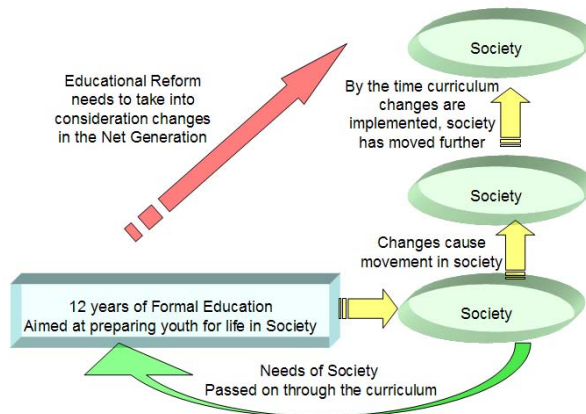 Society
Educational Reform
needs to take into
consideration changes
in the Net Generation
By the time curriculum
changes are
implemented, society
has moved further
Society
Changes cause
movement in society
12 years of Formal Education
Aimed at preparing youth for life in Society
Society
Needs of Society
Passed on through the curriculum